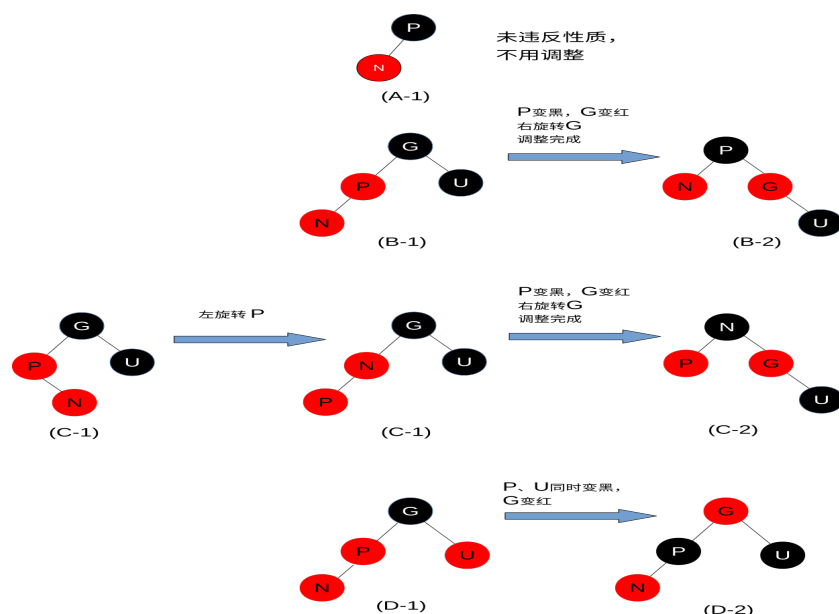 P
N
未违反性质，
不用调整
(A-1)
G
P
U
N
(B-1)
P变黑，G变红
右旋转G
调整完成
P
N
G
U
(B-2)
G
P
U
N
(C-1)
左旋转 P
G
N
U
P
(C-1)
P变黑，G变红
右旋转G
调整完成
N
P
G
U
(C-2)
G
P
U
N
(D-1)
P、U同时变黑，
G变红
G
P
U
N
(D-2)